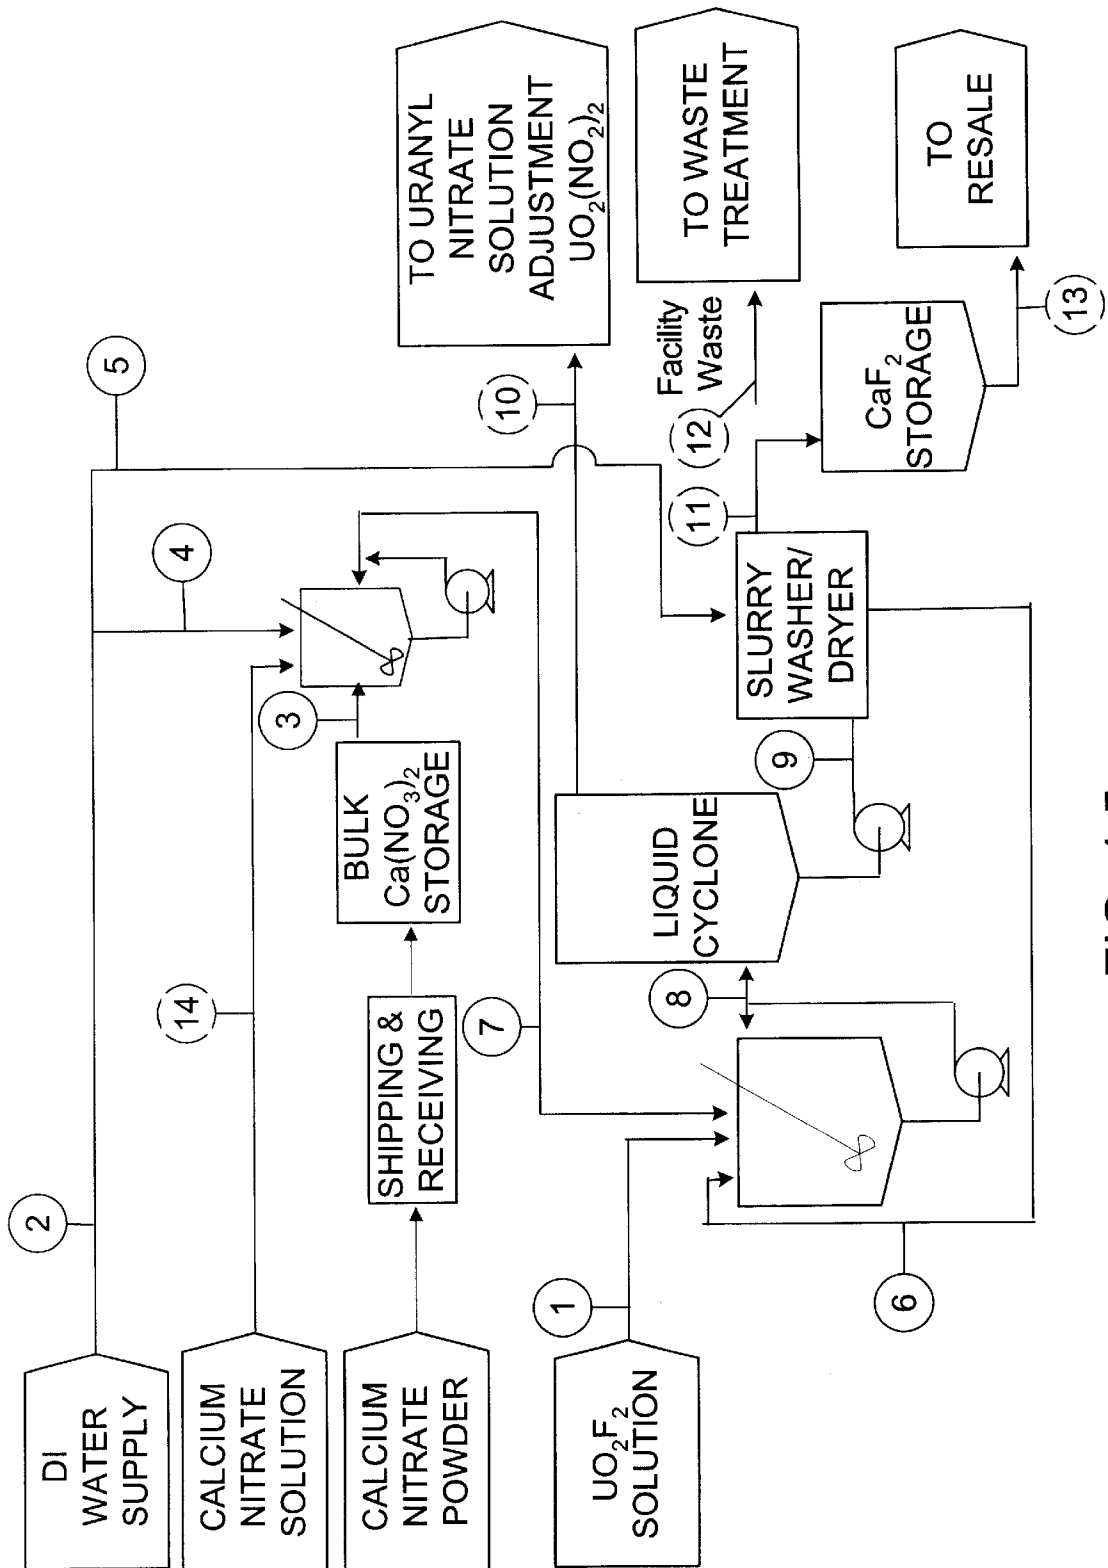 DI
WATER
SUPPLY
CALCIUM
NITRATE
SOLUTION
CALCIUM
NITRATE
POWDER
UO₂F₂
SOLUTION
2
14
SHIPPING &
RECEIVING
1
6
7
8
BULK
Ca(NO₃)₂
STORAGE
3
4
5
LIQUID
CYCLONE
9
SLURRY
WASHER/
DRYER
10
11
12
Facility
Waste
CaF₂
STORAGE
13
TO URANYL
NITRATE
SOLUTION
ADJUSTMENT
UO₂(NO₂)₂
TO WASTE
TREATMENT
TO
RESALE